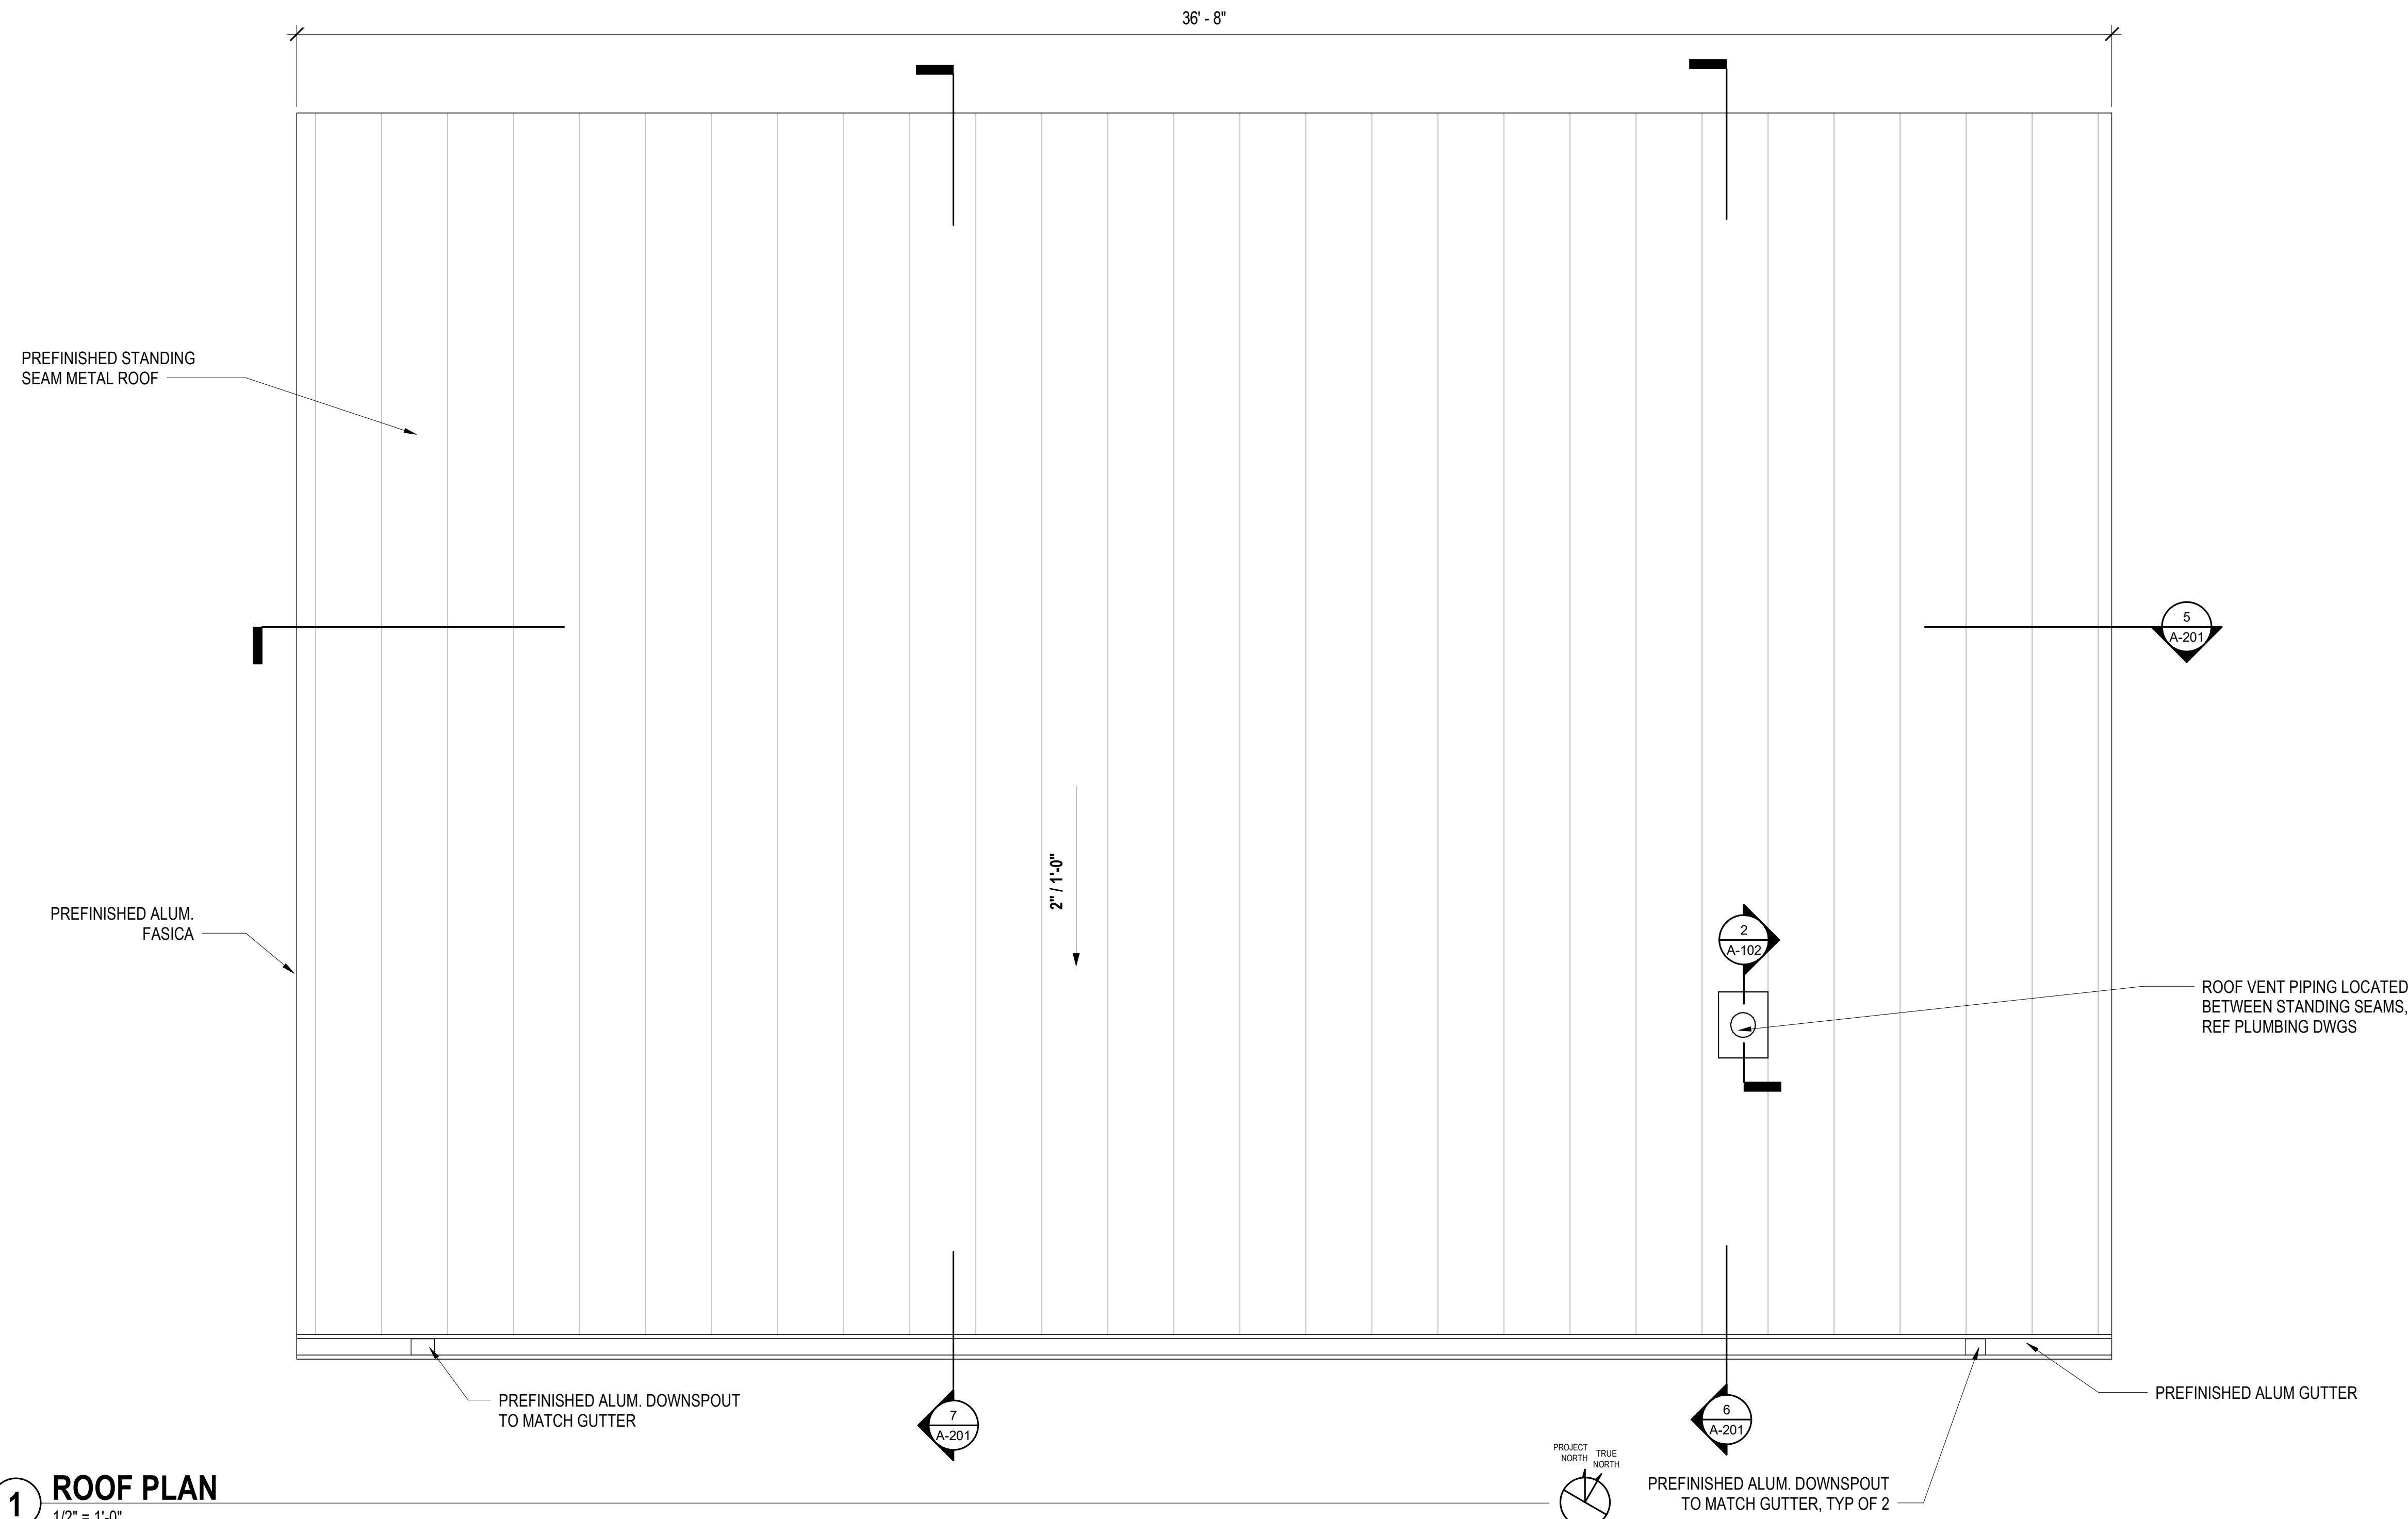 36' - 8"
PREFINISHED STANDING
SEAM METAL ROOF
5
A-201
2" / 1'-0"
PREFINISHED ALUM.
FASICA
2
A-102
ROOF VENT PIPING LOCATED
BETWEEN STANDING SEAMS,
REF PLUMBING DWGS
PREFINISHED ALUM. DOWNSPOUT
TO MATCH GUTTER
7
A-201
6
A-201
PREFINISHED ALUM GUTTER
PROJECT
NORTH
TRUE
NORTH
PREFINISHED ALUM. DOWNSPOUT
TO MATCH GUTTER, TYP OF 2
1
ROOF PLAN
1/2" = 1'-0"